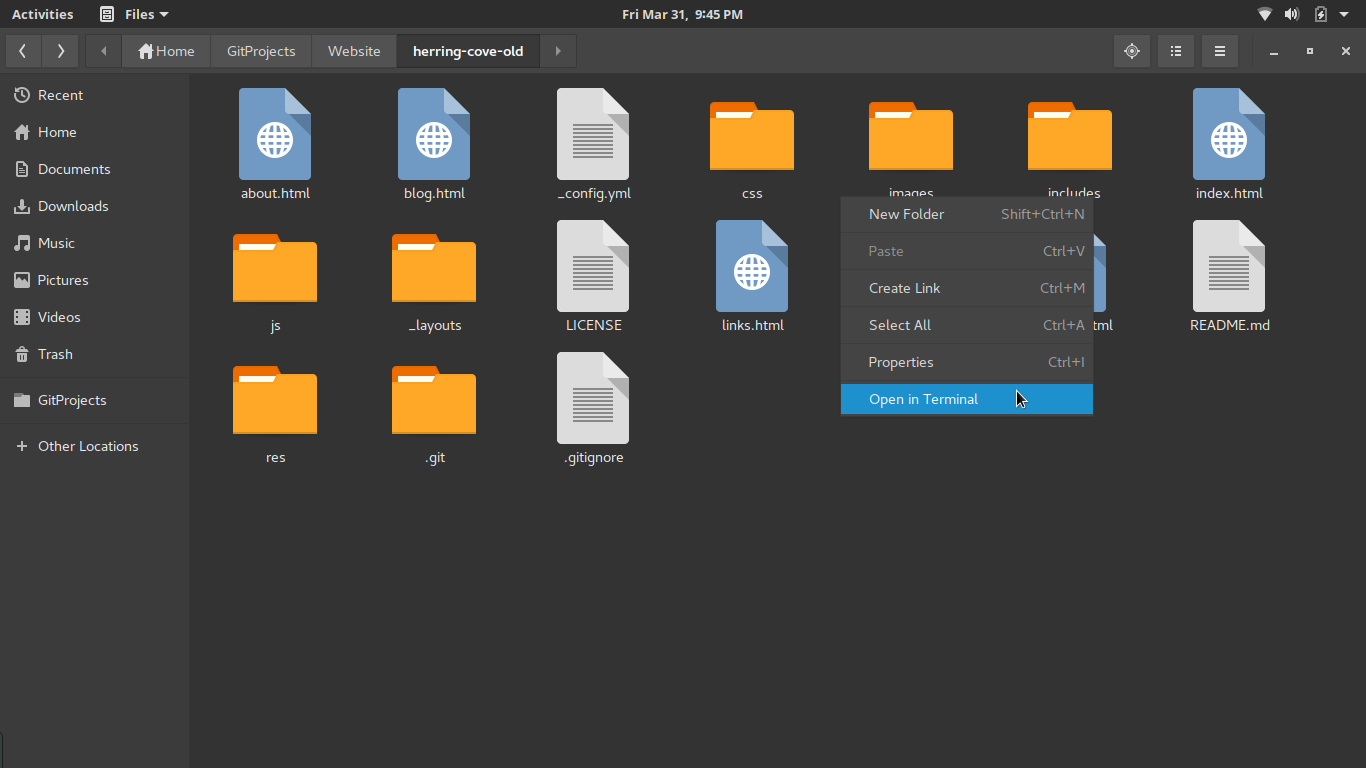 Activities Files Fri Mar 31, 9:45 PM
Home GitProjects Website herring-cove-old
Recent
Home
Documents
Downloads
Music
Pictures
Videos
Trash
GitProjects
Other Locations
about.html blog.html _config.yml css images includes index.html
js _layouts LICENSE links.html tml README.md
res .git .gitignore
New Folder Shift+Ctrl+N
Paste Ctrl+V
Create Link Ctrl+M
Select All Ctrl+A
Properties Ctrl+I
Open in Terminal